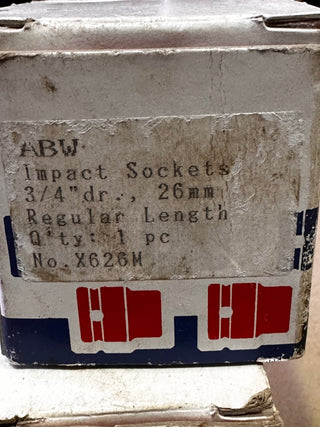 ABW
Impact Sockets
3/4"dr., 26mm
Regular Length
Q'ty: 1 pc
No.X626M